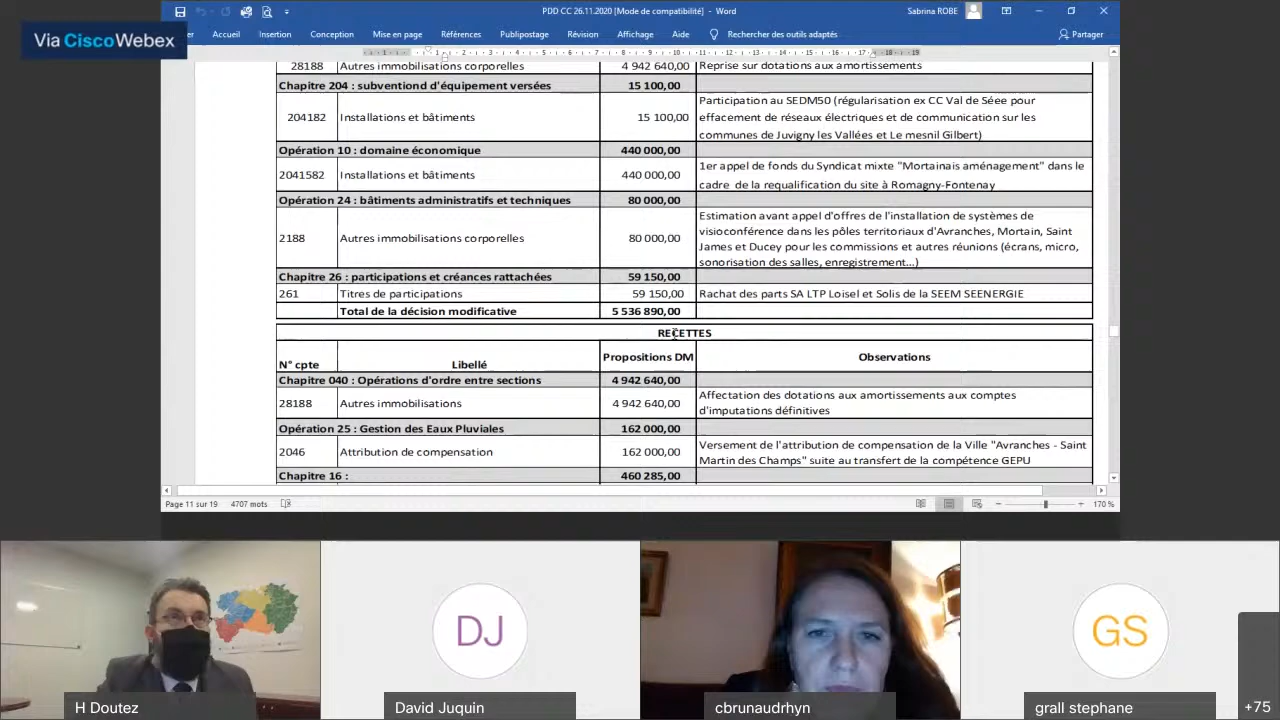 PDD CC 26.11.2020 [Mode de compatibilité] - Word
Sabrina ROBE
Via Cisco Webex
Accueil Insertion Conception Mise en page Références Publipostage Révision Affichage Aide Rechercher des outils adaptés Partager
28188 Autres immobilisations corporelles 4 942 640,00 Reprise sur dotations aux amortissements
Chapitre 204 : subventiond d'équipement versées 15 100,00
204182 Installations et bâtiments 15 100,00 Participation au SEDM50 (régularisation ex CC Val de Séee pour
effacement de réseaux électriques et de communication sur les
communes de Juvigny les Vallées et Le mesnil Gilbert)
Opération 10 : domaine économique 440 000,00
2041582 Installations et bâtiments 440 000,00 1er appel de fonds du Syndicat mixte "Mortainais aménagement" dans le
cadre de la requalification du site à Romagny-Fontenay
Opération 24 : bâtiments administratifs et techniques 80 000,00
2188 Autres immobilisations corporelles 80 000,00 Estimation avant appel d'offres de l'installation de systèmes de
visioconférence dans les pôles territoriaux d'Avranches, Mortain, Saint
James et Ducey pour les commissions et autres réunions (écrans, micro,
sonorisation des salles, enregistrement...)
Chapitre 26 : participations et créances rattachées 59 150,00
261 Titres de participations 59 150,00 Rachat des parts SA LTP Loisel et Solis de la SEEM SEENERGIE
Total de la décision modificative 5 536 890,00
RECETTES
N° cpte Libellé Propositions DM Observations
Chapitre 040 : Opérations d'ordre entre sections 4 942 640,00
28188 Autres immobilisations 4 942 640,00 Affectation des dotations aux amortissements aux comptes
d'imputations définitives
Opération 25 : Gestion des Eaux Pluviales 162 000,00
2046 Attribution de compensation 162 000,00 Versement de l'attribution de compensation de la Ville "Avranches - Saint
Martin des Champs" suite au transfert de la compétence GEPU
Chapitre 16 : 460 285,00
Page 11 sur 19 4707 mots 170 %
DJ
GS
H Doutez
David Juquin
cbrunaudrhyn
grall stephane
+75